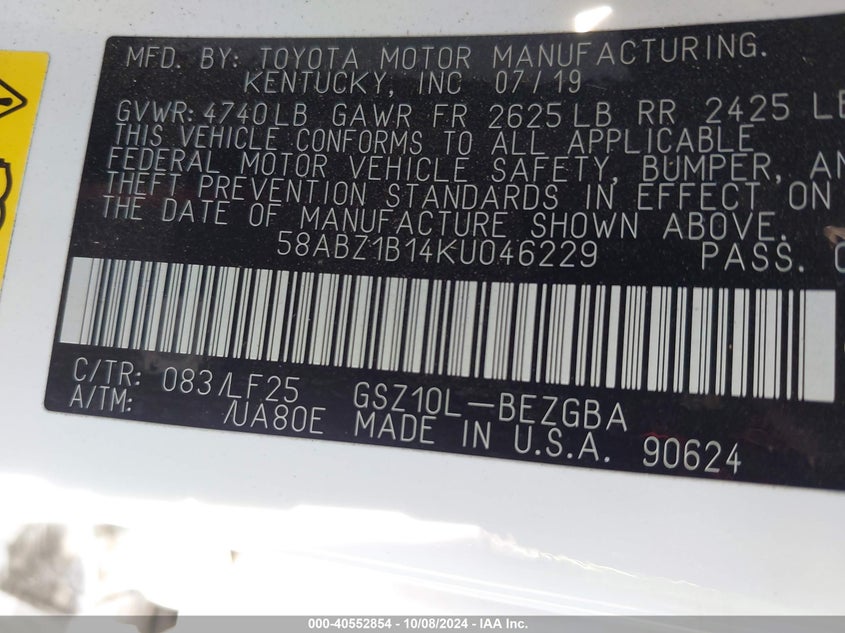 MFD. BY: TOYOTA MOTOR MANUFACTURING.
KENTUCKY, INC 07/19
GVWR: 4740LB GAWR FR 2625LB RR 2425 LB
THIS VEHICLE CONFORMS TO ALL APPLICABLE
FEDERAL MOTOR VEHICLE SAFETY, BUMPER, AN
THEFT PREVENTION STANDARDS IN EFFECT ON
THE DATE OF MANUFACTURE SHOWN ABOVE.
58ABZ1B14KU046229 PASS.
C/TR: 083/LF25 GSZ10L-BEZGBA
A/TM: /UA80E MADE IN U.S.A. 90624
000-40552854 / 10/08/2024 - IAA Inc.